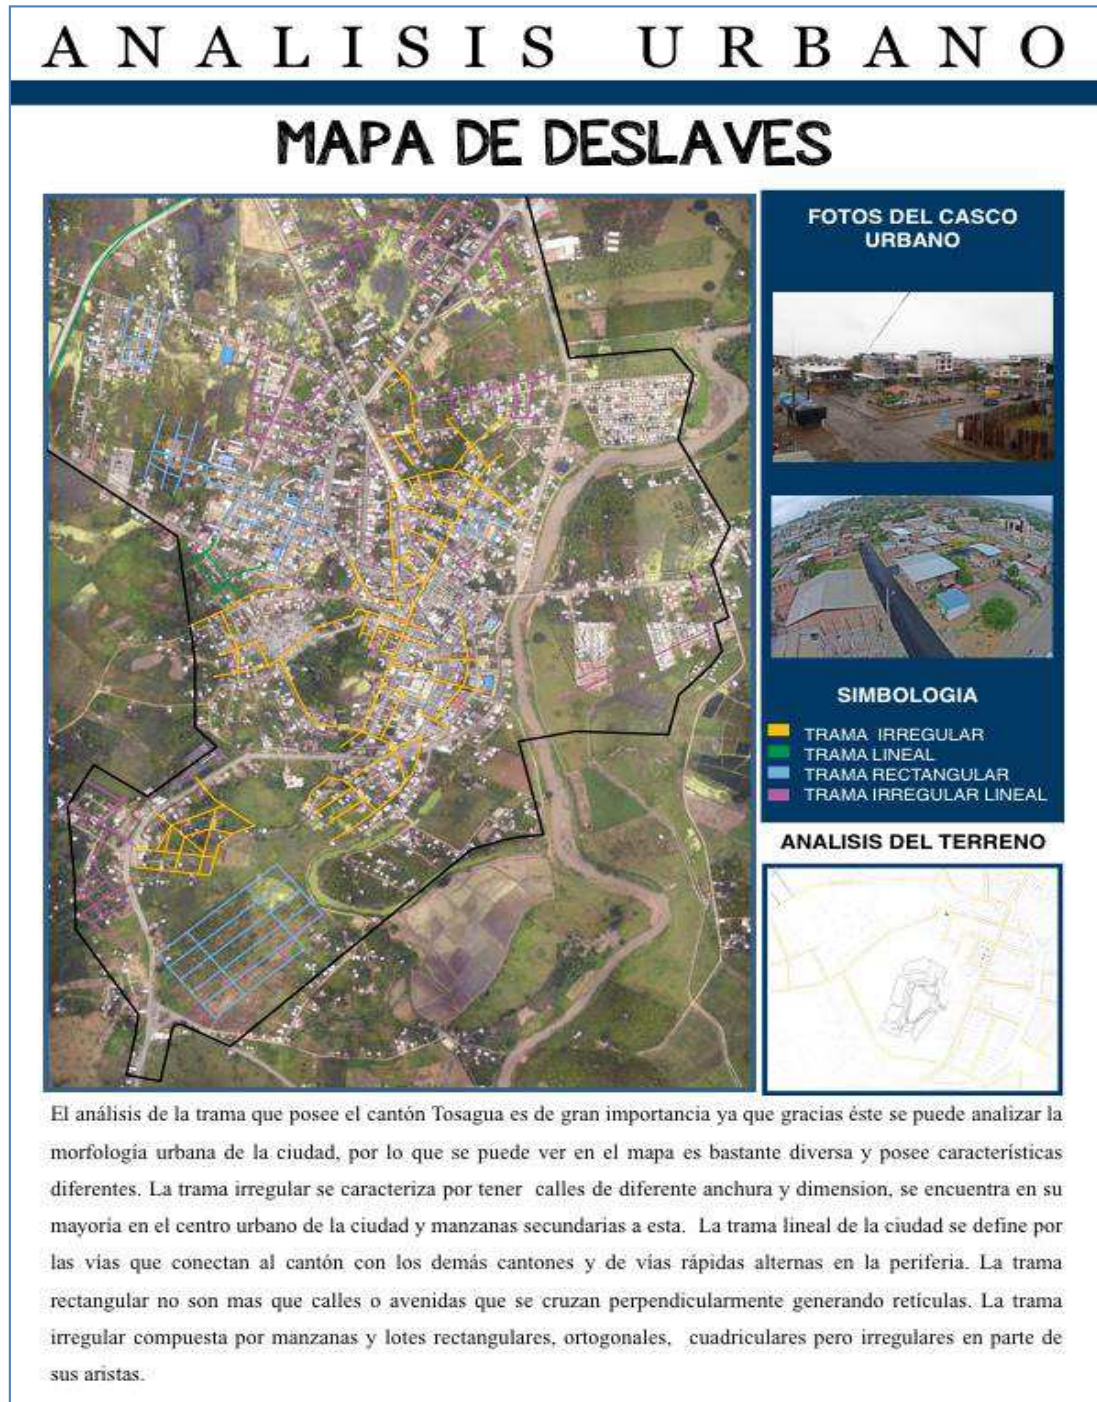 ANALISIS URBANO
MAPA DE DESLAVES
FOTOS DEL CASCO
URBANO
SIMBOLOGIA
TRAMA IRREGULAR
TRAMA LINEAL
TRAMA RECTANGULAR
TRAMA IRREGULAR LINEAL
ANALISIS DEL TERRENO
El análisis de la trama que posee el cantón Tosagua es de gran importancia ya que gracias éste se puede analizar la
morfología urbana de la ciudad, por lo que se puede ver en el mapa es bastante diversa y posee características
diferentes. La trama irregular se caracteriza por tener calles de diferente anchura y dimension, se encuentra en su
mayoría en el centro urbano de la ciudad y manzanas secundarias a esta. La trama lineal de la ciudad se define por
las vías que conectan al cantón con los demás cantones y de vías rápidas alternas en la periferia. La trama
rectangular no son mas que calles o avenidas que se cruzan perpendicularmente generando retículas. La trama
irregular compuesta por manzanas y lotes rectangulares, ortogonales, cuadriculares pero irregulares en parte de
sus aristas.